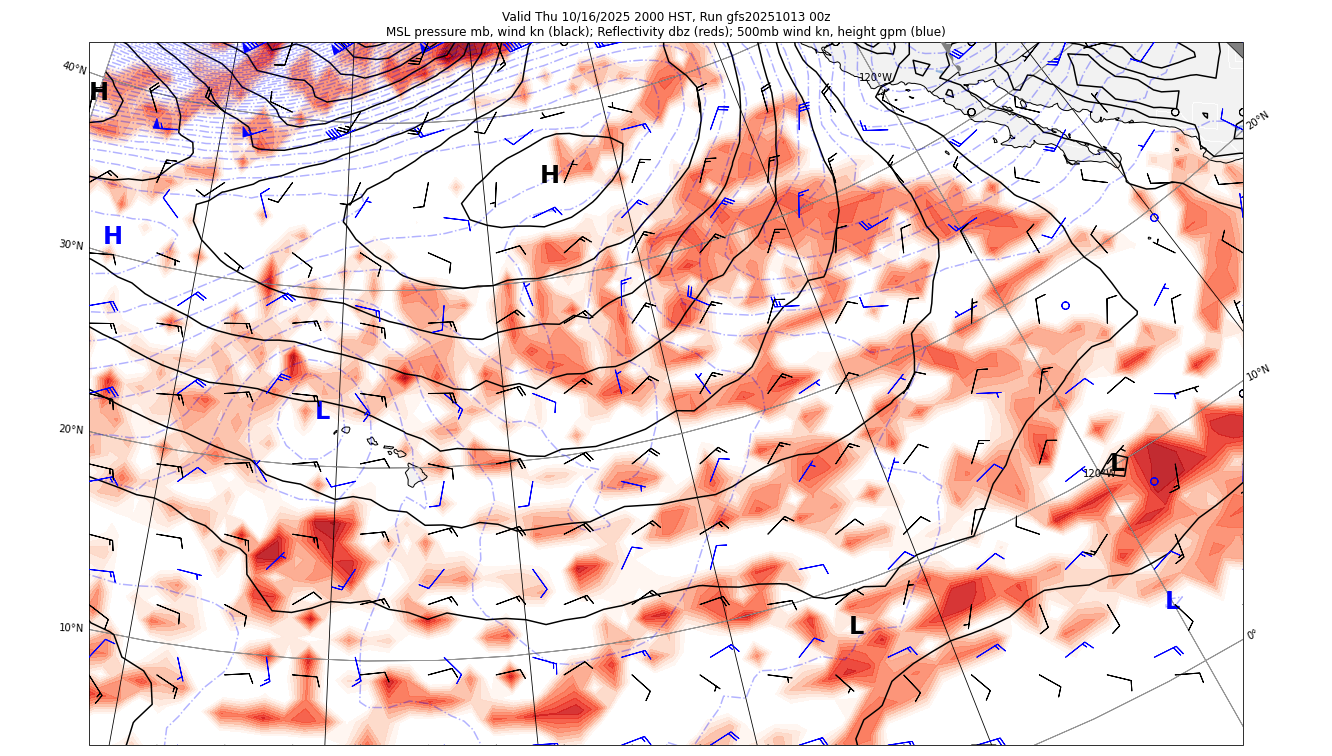 Valid Thu 10/16/2025 2000 HST, Run gfs20251013 00z
MSL pressure mb, wind kn (black); Reflectivity dbz (reds); 500mb wind kn, height gpm (blue)
40°N
120°W
H
20°N
H
H
30°N
10°N
L
20°N
L
120°W
L
10°N
L
0°